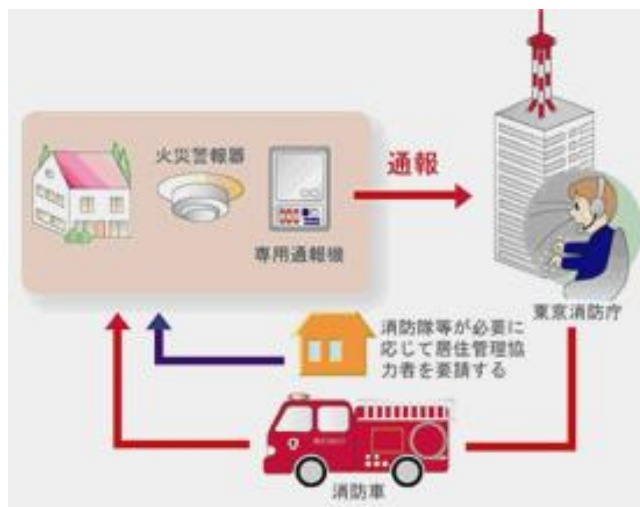 火災警報器
通報
専用通報機
東京消防庁
消防隊等が必要に
応じて居住管理協
力者を要請する
消防車